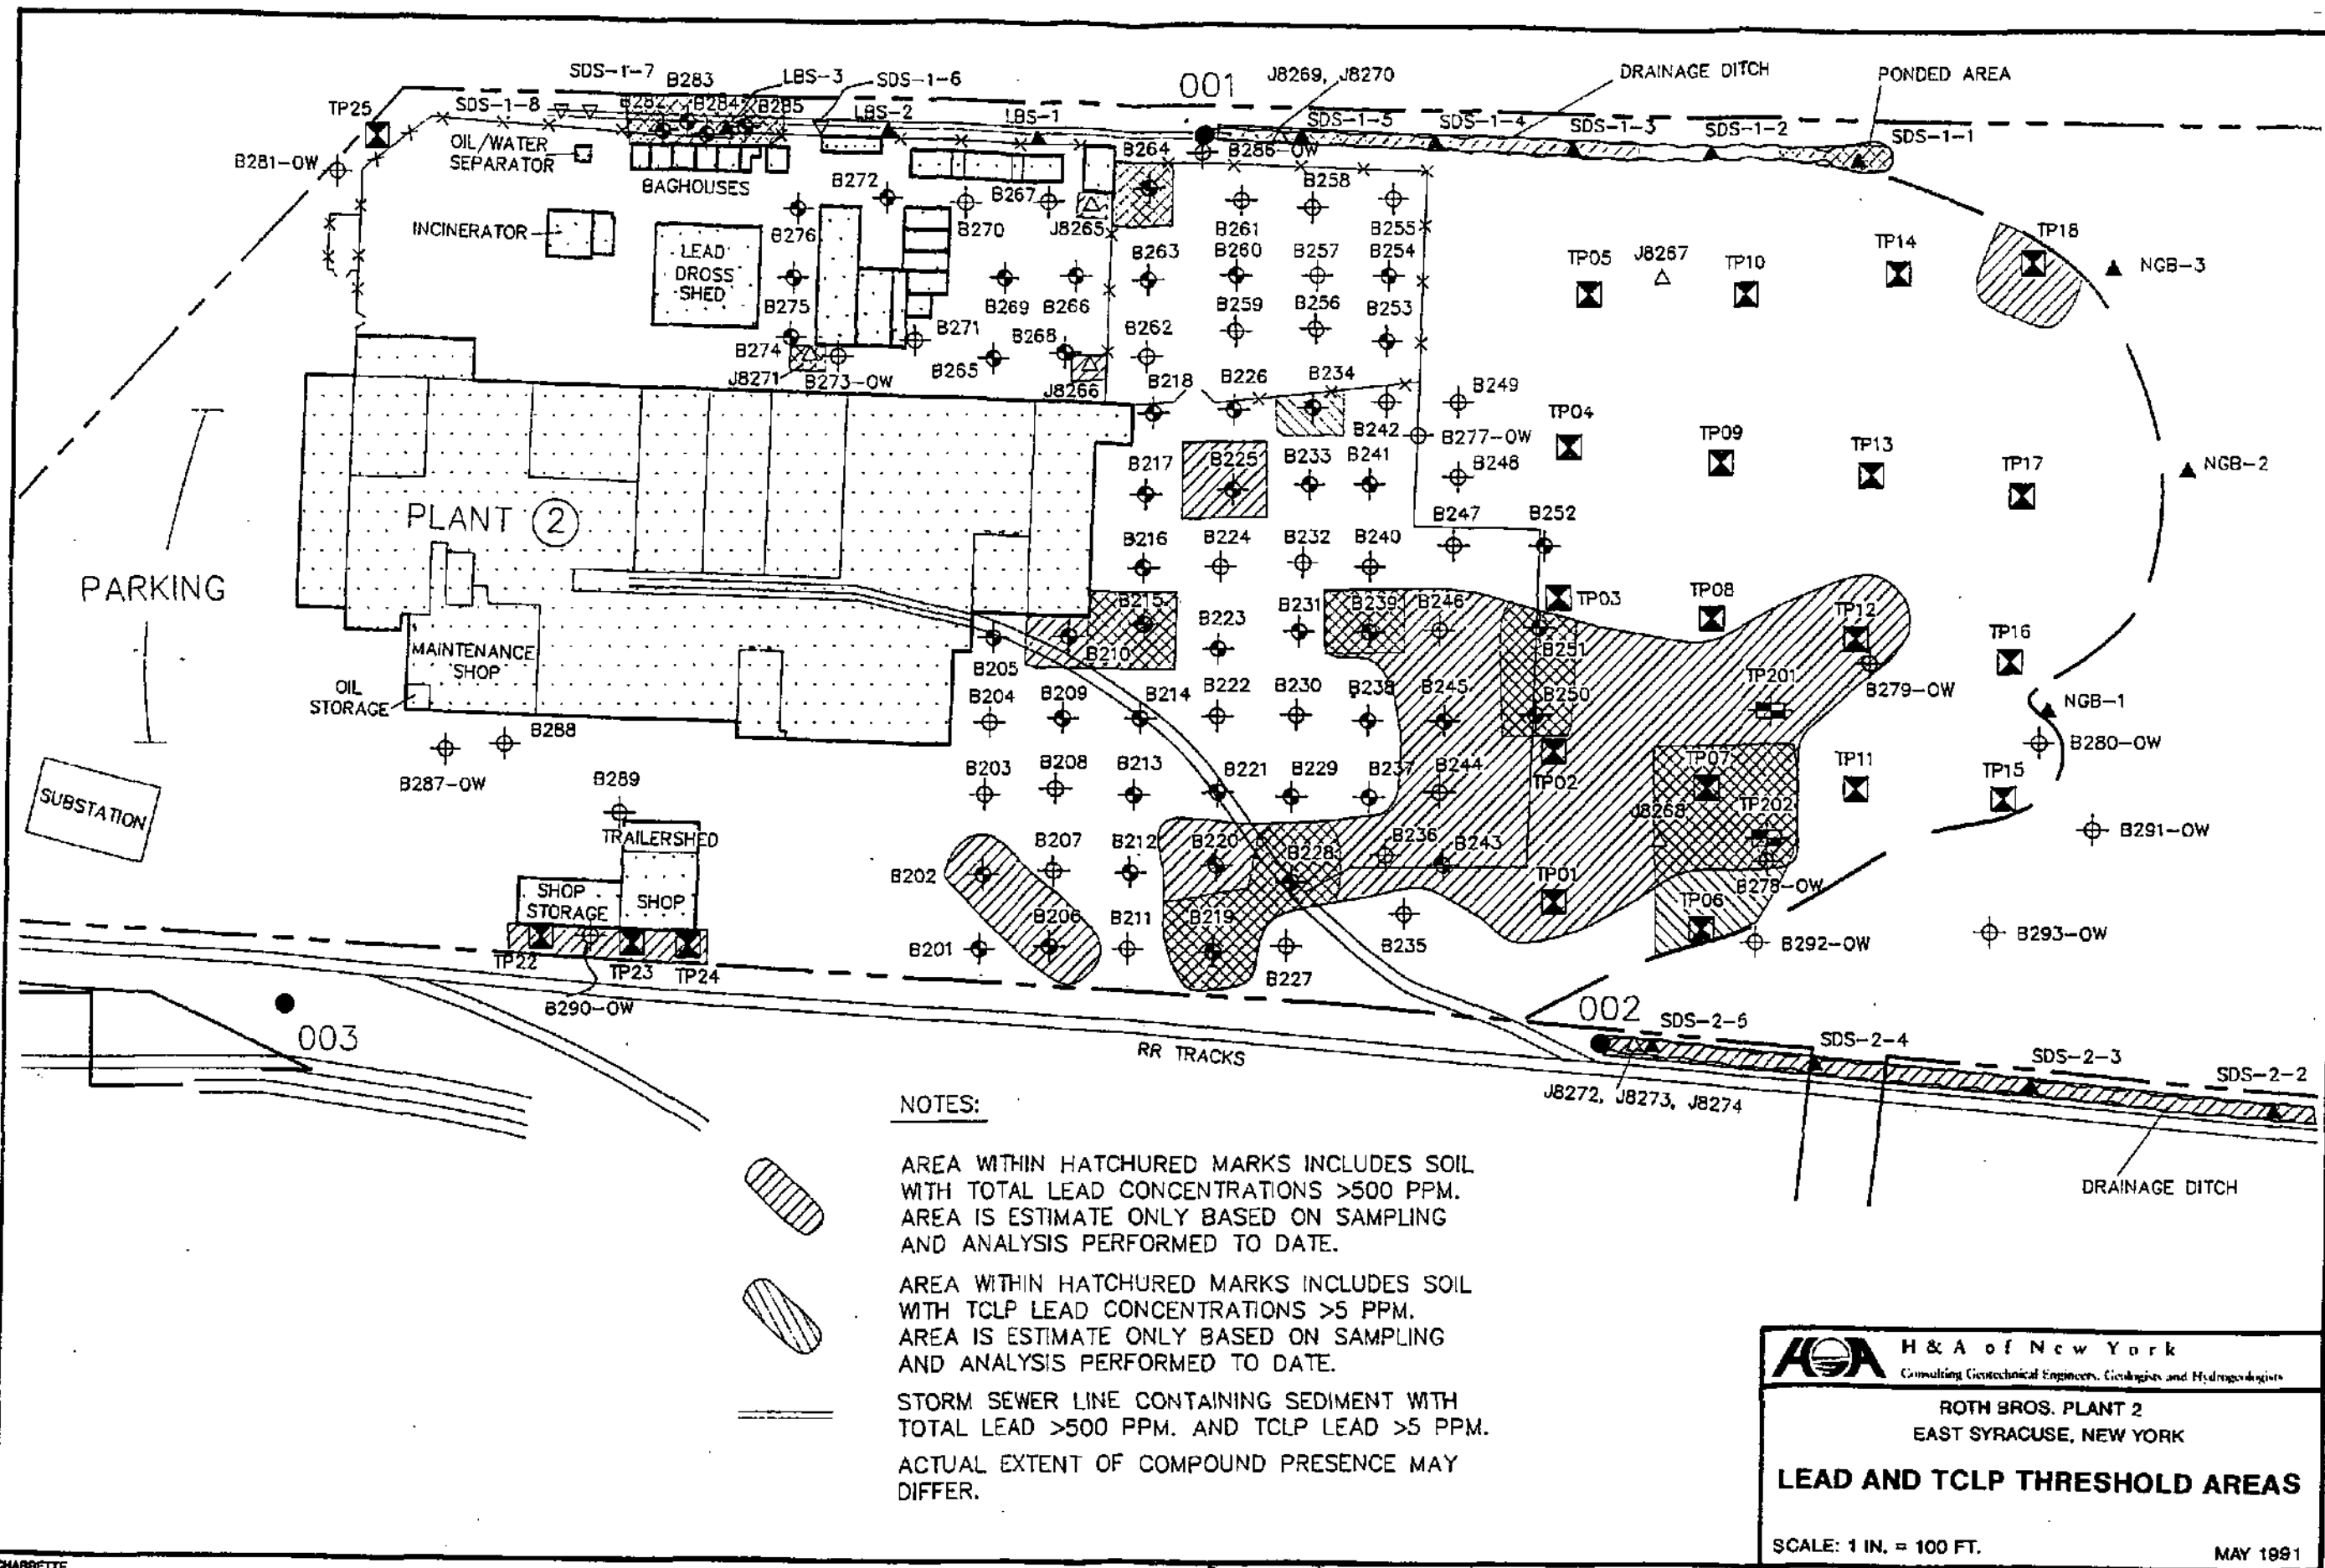 SDS-1-7
B283
LBS-3
SDS-1-6
001
J8269, J8270
DRAINAGE DITCH
PONDED AREA
TP25
SDS-1-8
B282
B284
B285
LBS-2
LBS-1
SDS-1-5
SDS-1-4
SDS-1-3
SDS-1-2
SDS-1-1
OIL/WATER
SEPARATOR
B281-OW
BAGHOUSES
B264
B286-OW
B272
B267
B258
INCINERATOR
B276
B270
J8265
B261
B255
LEAD
DROSS
SHED
B263
B260
B257
B254
TP05
J8267
TP10
TP14
TP18
NGB-3
B275
B269
B266
B259
B256
B253
B274
B271
B268
B262
J8271
B273-OW
B265
J8266
B218
B226
B234
B249
B242
B277-OW
TP04
TP09
TP13
TP17
NGB-2
B217
B225
B233
B241
B248
PLANT 2
B216
B224
B232
B240
B247
B252
PARKING
B215
B223
B231
B239
B246
TP03
TP08
TP12
TP16
MAINTENANCE
SHOP
B205
B210
B251
OIL
STORAGE
B204
B209
B214
B222
B230
B238
B245
B250
TP201
B279-OW
NGB-1
B288
B280-OW
B287-OW
B289
B203
B208
B213
B221
B229
B237
B244
TP02
TP07
TP11
TP15
SUBSTATION
TRAILERSHED
J8268
TP202
B291-OW
B202
B207
B212
B220
B228
B236
B243
SHOP
STORAGE
SHOP
TP01
B278-OW
B201
B206
B211
B219
B227
B235
TP06
B292-OW
B293-OW
TP22
TP23
TP24
B290-OW
003
002
SDS-2-5
SDS-2-4
SDS-2-3
SDS-2-2
RR TRACKS
J8272, J8273, J8274
DRAINAGE DITCH
NOTES:
AREA WITHIN HATCHURED MARKS INCLUDES SOIL
WITH TOTAL LEAD CONCENTRATIONS >500 PPM.
AREA IS ESTIMATE ONLY BASED ON SAMPLING
AND ANALYSIS PERFORMED TO DATE.
AREA WITHIN HATCHURED MARKS INCLUDES SOIL
WITH TCLP LEAD CONCENTRATIONS >5 PPM.
AREA IS ESTIMATE ONLY BASED ON SAMPLING
AND ANALYSIS PERFORMED TO DATE.
STORM SEWER LINE CONTAINING SEDIMENT WITH
TOTAL LEAD >500 PPM. AND TCLP LEAD >5 PPM.
ACTUAL EXTENT OF COMPOUND PRESENCE MAY
DIFFER.
H & A of New York
Consulting Geotechnical Engineers, Geologists and Hydrogeologists
ROTH BROS. PLANT 2
EAST SYRACUSE, NEW YORK
LEAD AND TCLP THRESHOLD AREAS
SCALE: 1 IN. = 100 FT.
MAY 1991